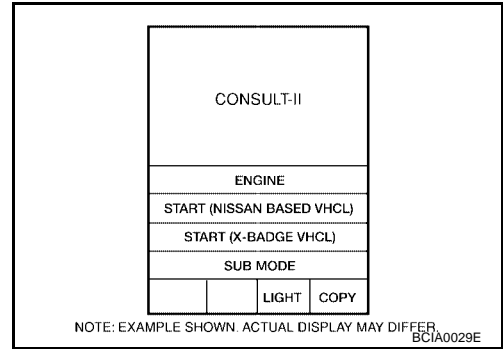 CONSULT-II
ENGINE
START (NISSAN BASED VHCL)
START (X-BADGE VHCL)
SUB MODE
LIGHT COPY
NOTE: EXAMPLE SHOWN. ACTUAL DISPLAY MAY DIFFER.
BCIA0029E